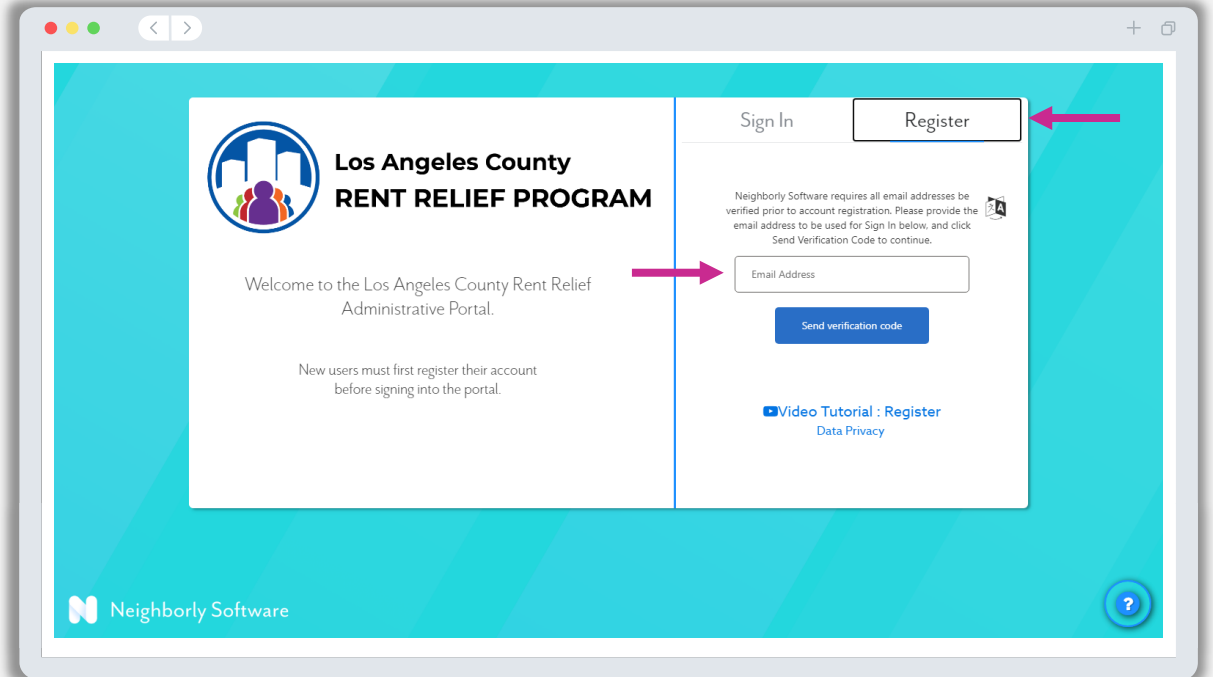 Los Angeles County
RENT RELIEF PROGRAM
Welcome to the Los Angeles County Rent Relief
Administrative Portal.
New users must first register their account
before signing into the portal.
Sign In
Register
Neighborly Software requires all email addresses be
verified prior to account registration. Please provide the
email address to be used for Sign In below, and click
Send Verification Code to continue.
Email Address
Send verification code
Video Tutorial : Register
Data Privacy
N Neighborly Software
?